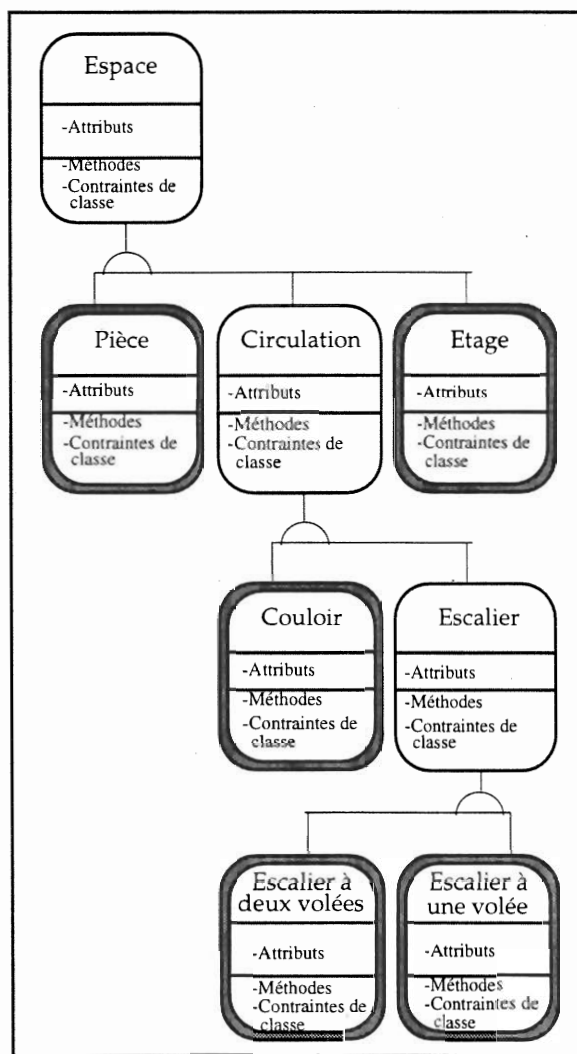 Espace
-Attributs
-Méthodes
-Contraintes de
classe
Pièce
-Attributs
-Méthodes
-Contraintes de
classe
Circulation
-Attributs
-Méthodes
-Contraintes de
classe
Etage
-Attributs
-Méthodes
-Contraintes de
classe
Couloir
-Attributs
-Méthodes
-Contraintes de
classe
Escalier
-Attributs
-Méthodes
-Contraintes de
classe
Escalier à
deux volées
-Attributs
-Méthodes
-Contraintes de
classe
Escalier à
une volée
-Attributs
-Méthodes
-Contraintes de
classe